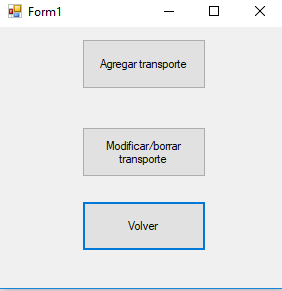 Form1
Agregar transporte
Modificar/borrar
transporte
Volver